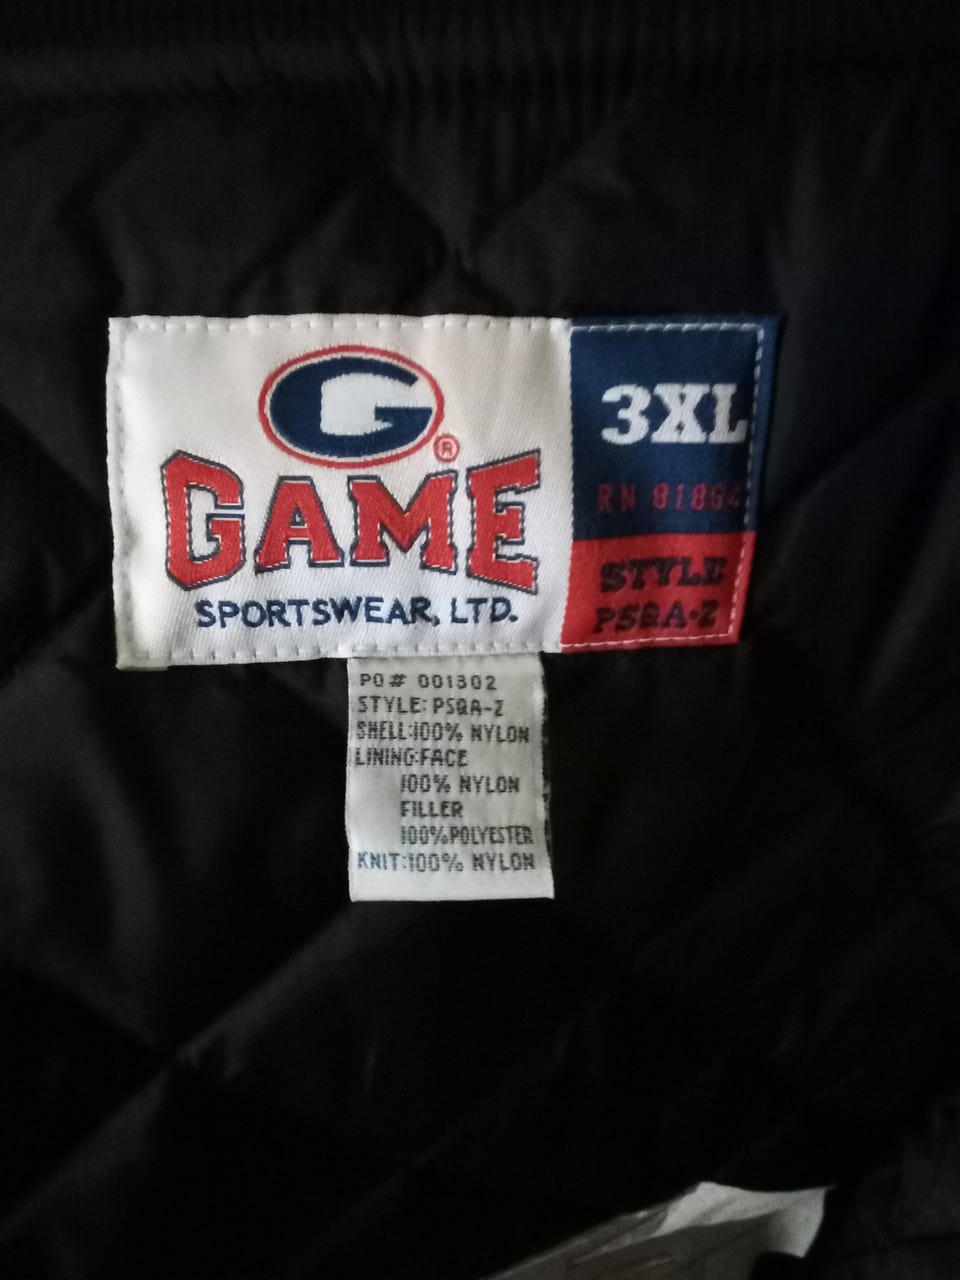 G
®
GAME
SPORTSWEAR, LTD.
3XL
RN
STYLE
PSQA-Z
PO# 001302
STYLE: PSQA-Z
SHELL:100% NYLON
LINING:FACE
100% NYLON
FILLER
100%POLYESTER
KNIT:100% NYLON